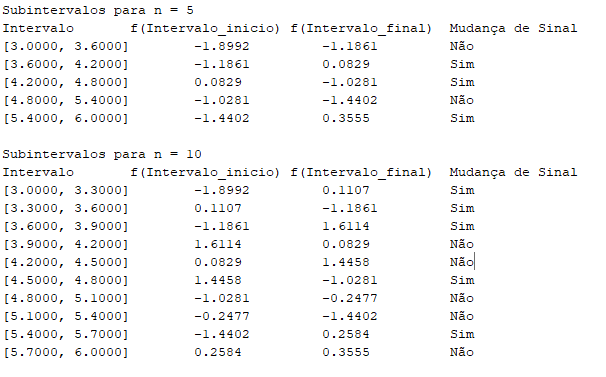 Subintervalos para n = 5
Intervalo f(Intervalo_inicio) f(Intervalo_final) Mudança de Sinal
[3.0000, 3.6000] -1.8992 -1.1861 Não
[3.6000, 4.2000] -1.1861 0.0829 Sim
[4.2000, 4.8000] 0.0829 -1.0281 Sim
[4.8000, 5.4000] -1.0281 -1.4402 Não
[5.4000, 6.0000] -1.4402 0.3555 Sim
Subintervalos para n = 10
Intervalo f(Intervalo_inicio) f(Intervalo_final) Mudança de Sinal
[3.0000, 3.3000] -1.8992 0.1107 Sim
[3.3000, 3.6000] 0.1107 -1.1861 Sim
[3.6000, 3.9000] -1.1861 1.6114 Sim
[3.9000, 4.2000] 1.6114 0.0829 Não
[4.2000, 4.5000] 0.0829 1.4458 Não
[4.5000, 4.8000] 1.4458 -1.0281 Sim
[4.8000, 5.1000] -1.0281 -0.2477 Não
[5.1000, 5.4000] -0.2477 -1.4402 Não
[5.4000, 5.7000] -1.4402 0.2584 Sim
[5.7000, 6.0000] 0.2584 0.3555 Não